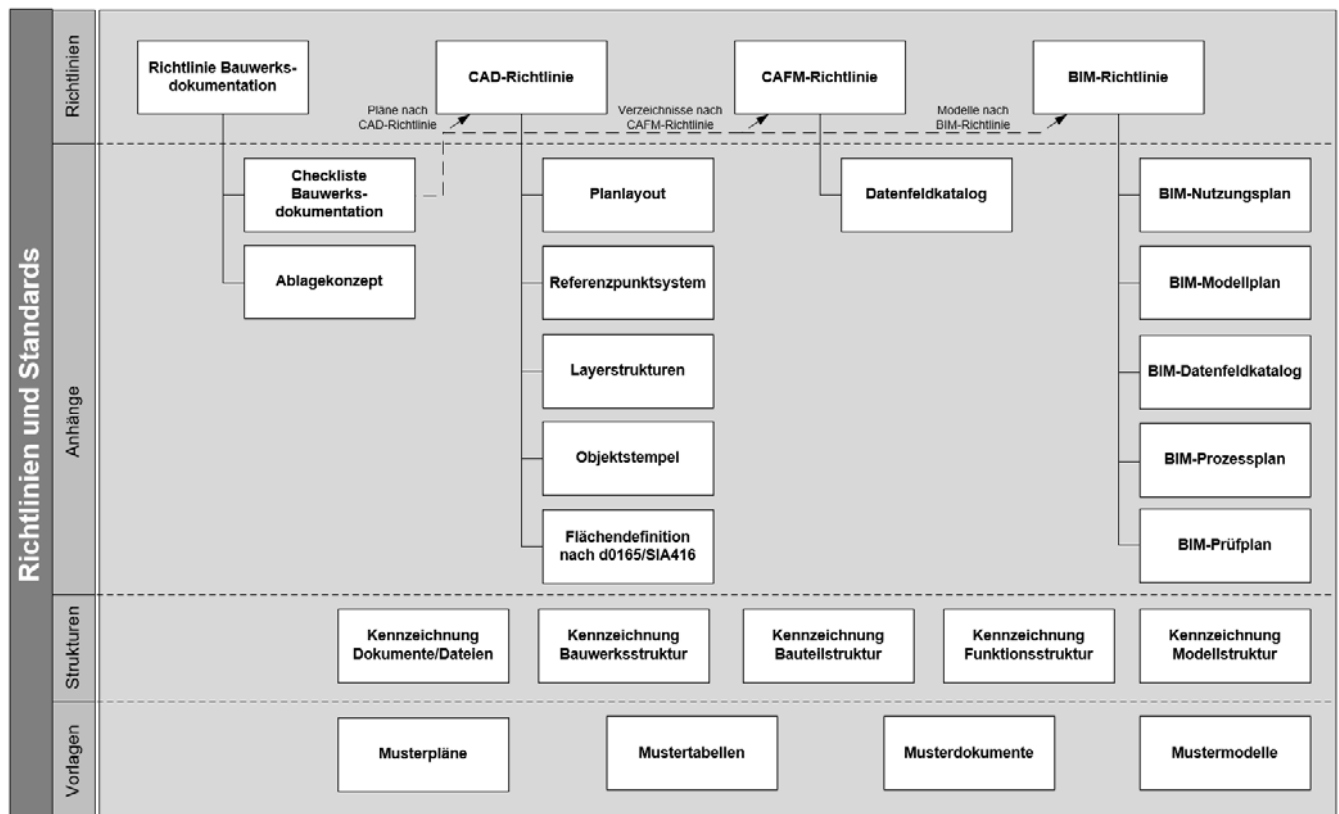 Richtlinien und Standards
Richtlinien
Richtlinie Bauwerks-
dokumentation
CAD-Richtlinie
CAFM-Richtlinie
BIM-Richtlinie
Pläne nach
CAD-Richtlinie
Verzeichnisse nach
CAFM-Richtlinie
Modelle nach
BIM-Richtlinie
Anhänge
Checkliste
Bauwerks-
dokumentation
Ablagekonzept
Planlayout
Referenzpunktsystem
Layerstrukturen
Objektstempel
Flächendefinition
nach d0165/SIA416
Datenfeldkatalog
BIM-Nutzungsplan
BIM-Modellplan
BIM-Datenfeldkatalog
BIM-Prozessplan
BIM-Prüfplan
Strukturen
Kennzeichnung
Dokumente/Dateien
Kennzeichnung
Bauwerksstruktur
Kennzeichnung
Bauteilstruktur
Kennzeichnung
Funktionsstruktur
Kennzeichnung
Modellstruktur
Vorlagen
Musterpläne
Mustertabellen
Musterdokumente
Mustermodelle